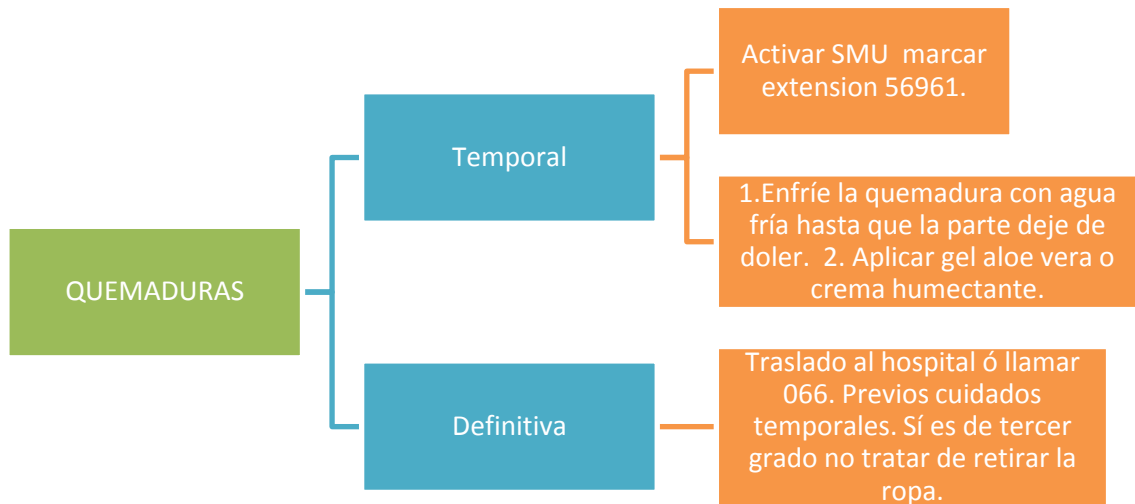 QUEMADURAS
Temporal
Activar SMU  marcar
extension 56961.
1.Enfríe la quemadura con agua
fría hasta que la parte deje de
doler.  2. Aplicar gel aloe vera o
crema humectante.
Definitiva
Traslado al hospital ó llamar
066. Previos cuidados
temporales. Sí es de tercer
grado no tratar de retirar la
ropa.